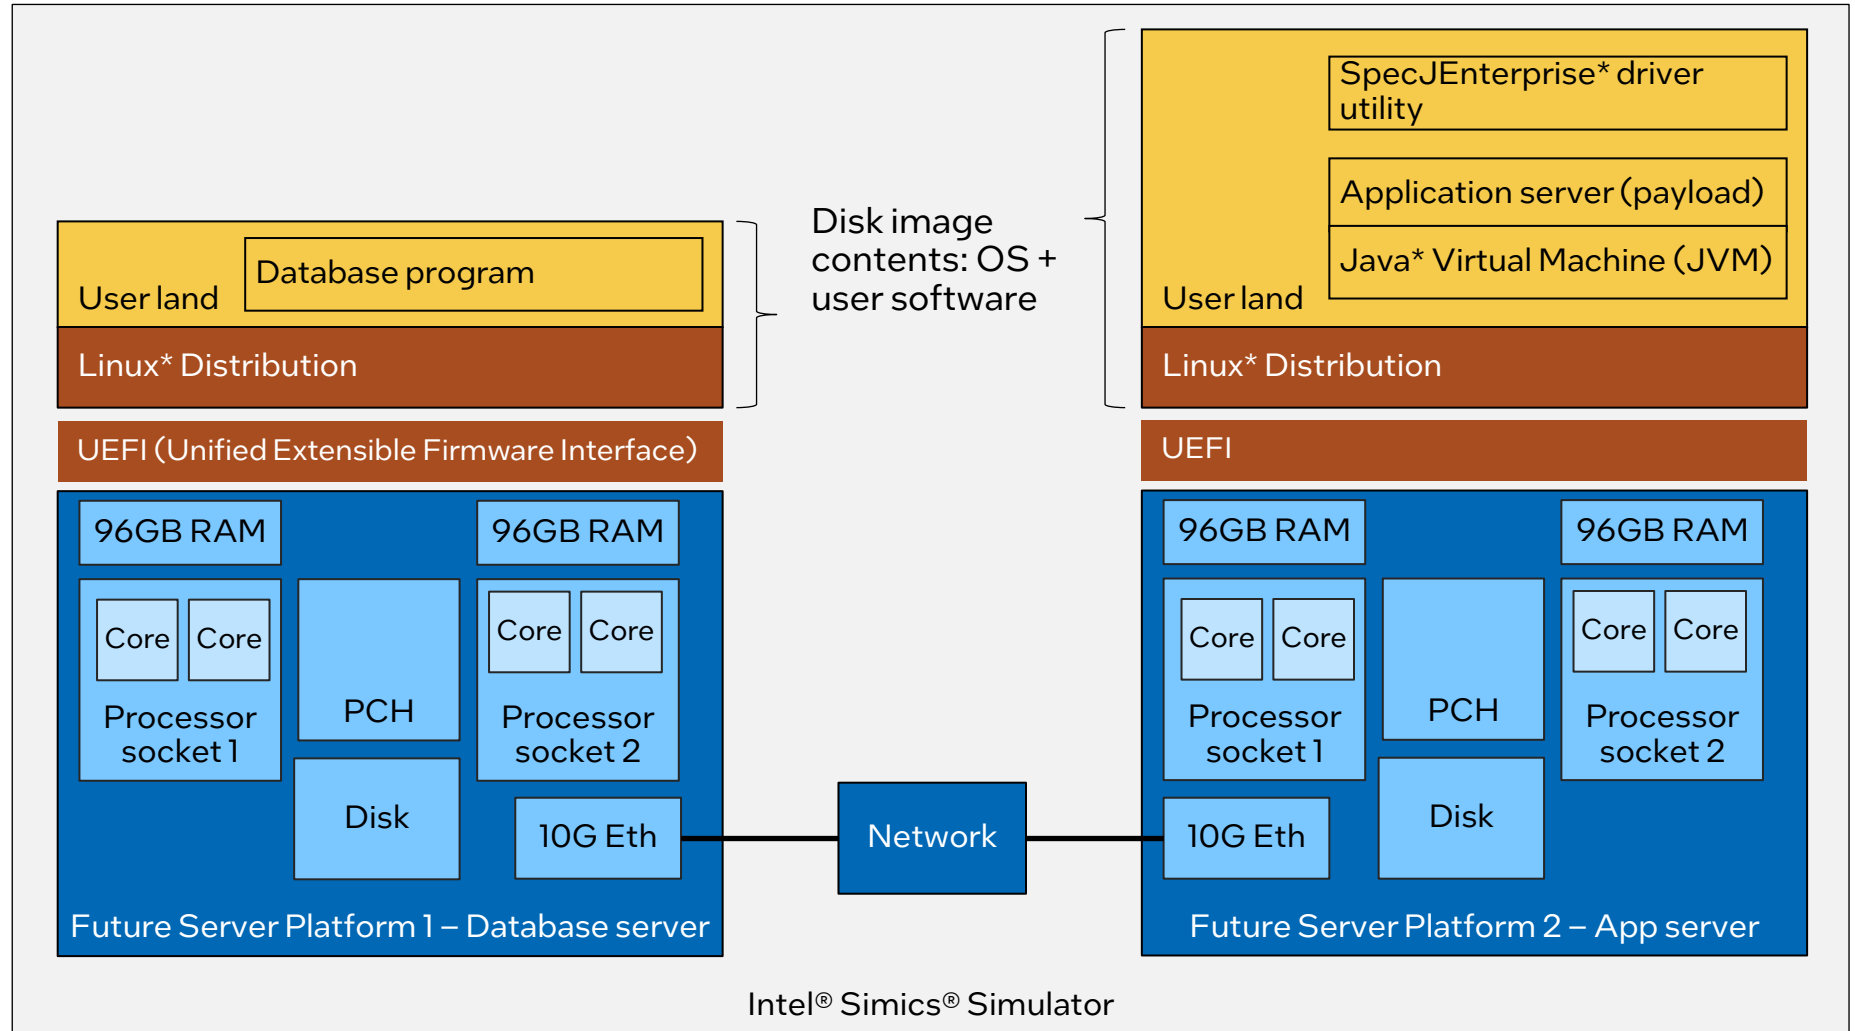 SpecJEnterprise* driver
utility
Application server (payload)
Java* Virtual Machine (JVM)
User land
Linux* Distribution
Disk image
contents: OS +
user software
Database program
User land
Linux* Distribution
UEFI (Unified Extensible Firmware Interface)
UEFI
96GB RAM
96GB RAM
Core
Core
Processor
socket 1
PCH
Core
Core
Processor
socket 2
Disk
10G Eth
Future Server Platform 1 – Database server
Network
96GB RAM
96GB RAM
Core
Core
Processor
socket 1
PCH
Core
Core
Processor
socket 2
10G Eth
Disk
Future Server Platform 2 – App server
Intel® Simics® Simulator